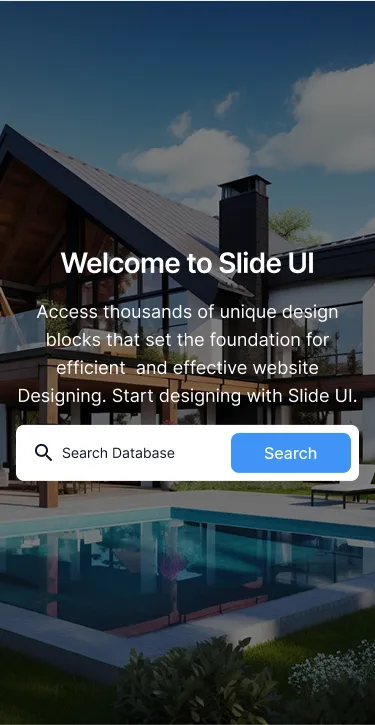 Welcome to Slide UI
Access thousands of unique design
blocks that set the foundation for
efficient  and effective website
Designing. Start designing with Slide UI.
Search Database
Search